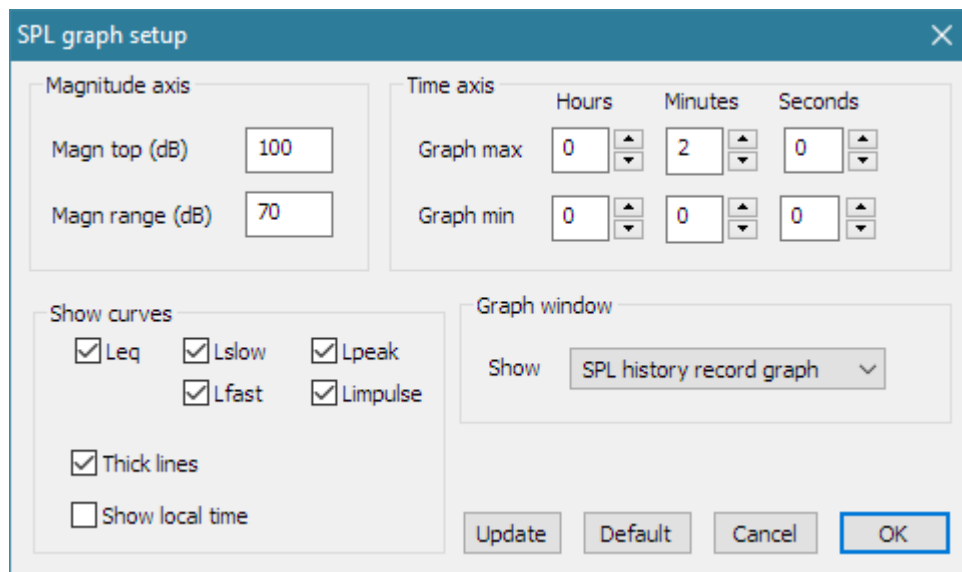 SPL graph setup
Magnitude axis
Magn top (dB) 100
Magn range (dB) 70
Time axis
Hours Minutes Seconds
Graph max 0 2 0
Graph min 0 0 0
Show curves
Leq Lslow Lpeak
Lfast Limpulse
Thick lines
Show local time
Graph window
Show SPL history record graph
Update Default Cancel OK